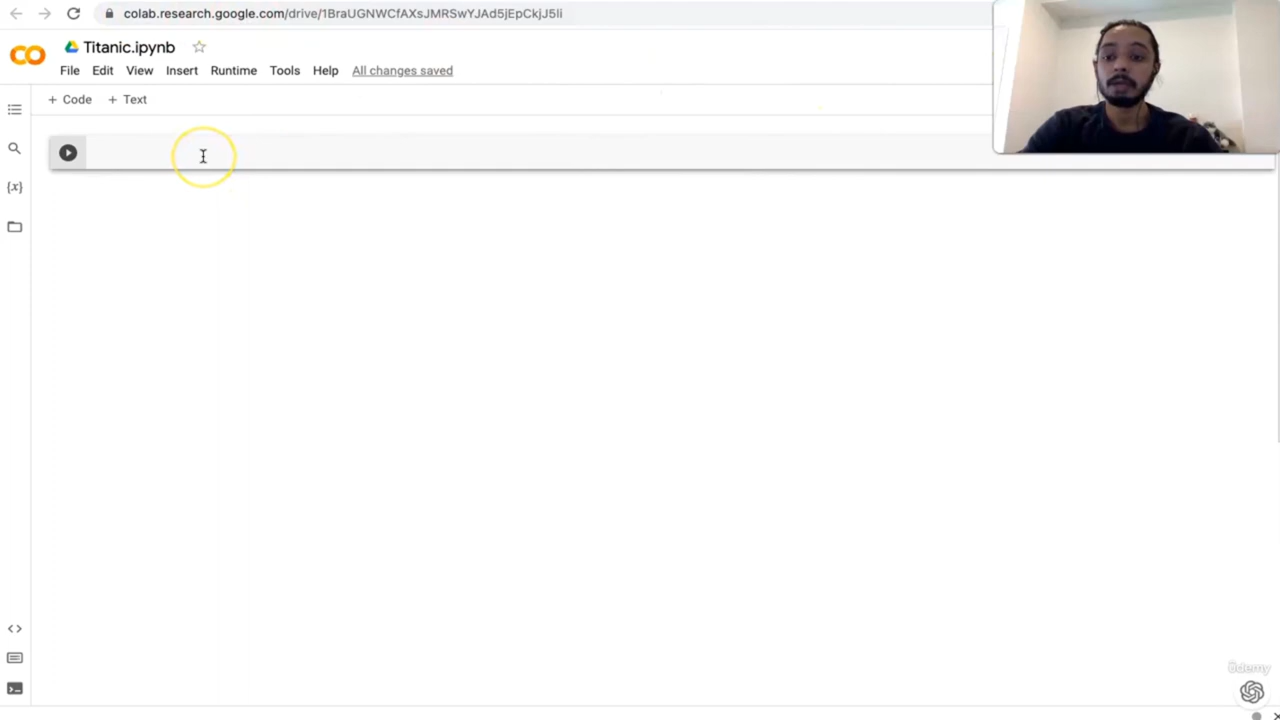 colab.research.google.com/drive/1BraUGNWCfAXsJMRSwYJAd5jEpCkjJ5li
Titanic.ipynb
File Edit View Insert Runtime Tools Help All changes saved
+ Code + Text
{x}
ûdemy